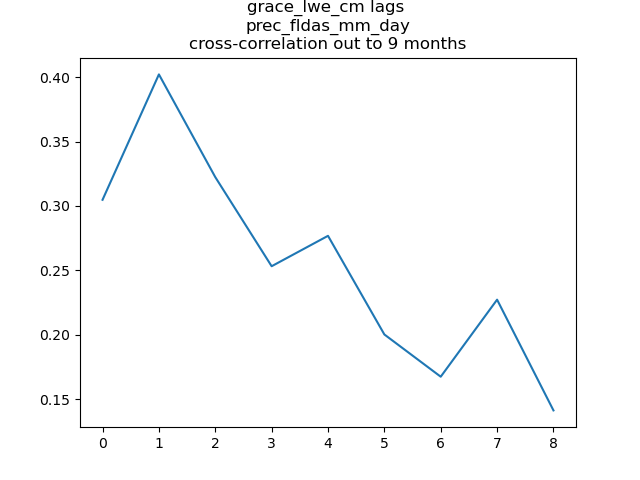 grace_lwe_cm lags
prec_fldas_mm_day
cross-correlation out to 9 months
0.40
0.35
0.30
0.25
0.20
0.15
0 1 2 3 4 5 6 7 8